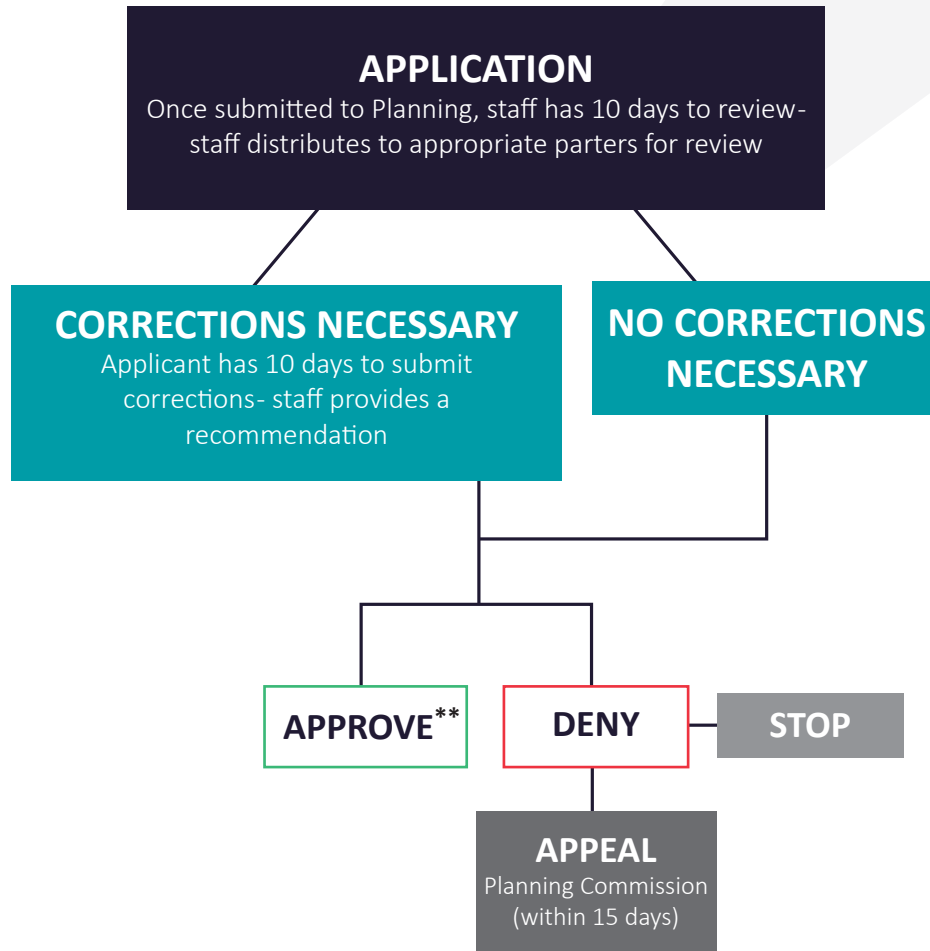 APPLICATION
Once submitted to Planning, staff has 10 days to review-
staff distributes to appropriate parters for review
CORRECTIONS NECESSARY
Applicant has 10 days to submit
corrections- staff provides a
recommendation
NO CORRECTIONS
NECESSARY
APPROVE**
DENY
STOP
APPEAL
Planning Commission
(within 15 days)